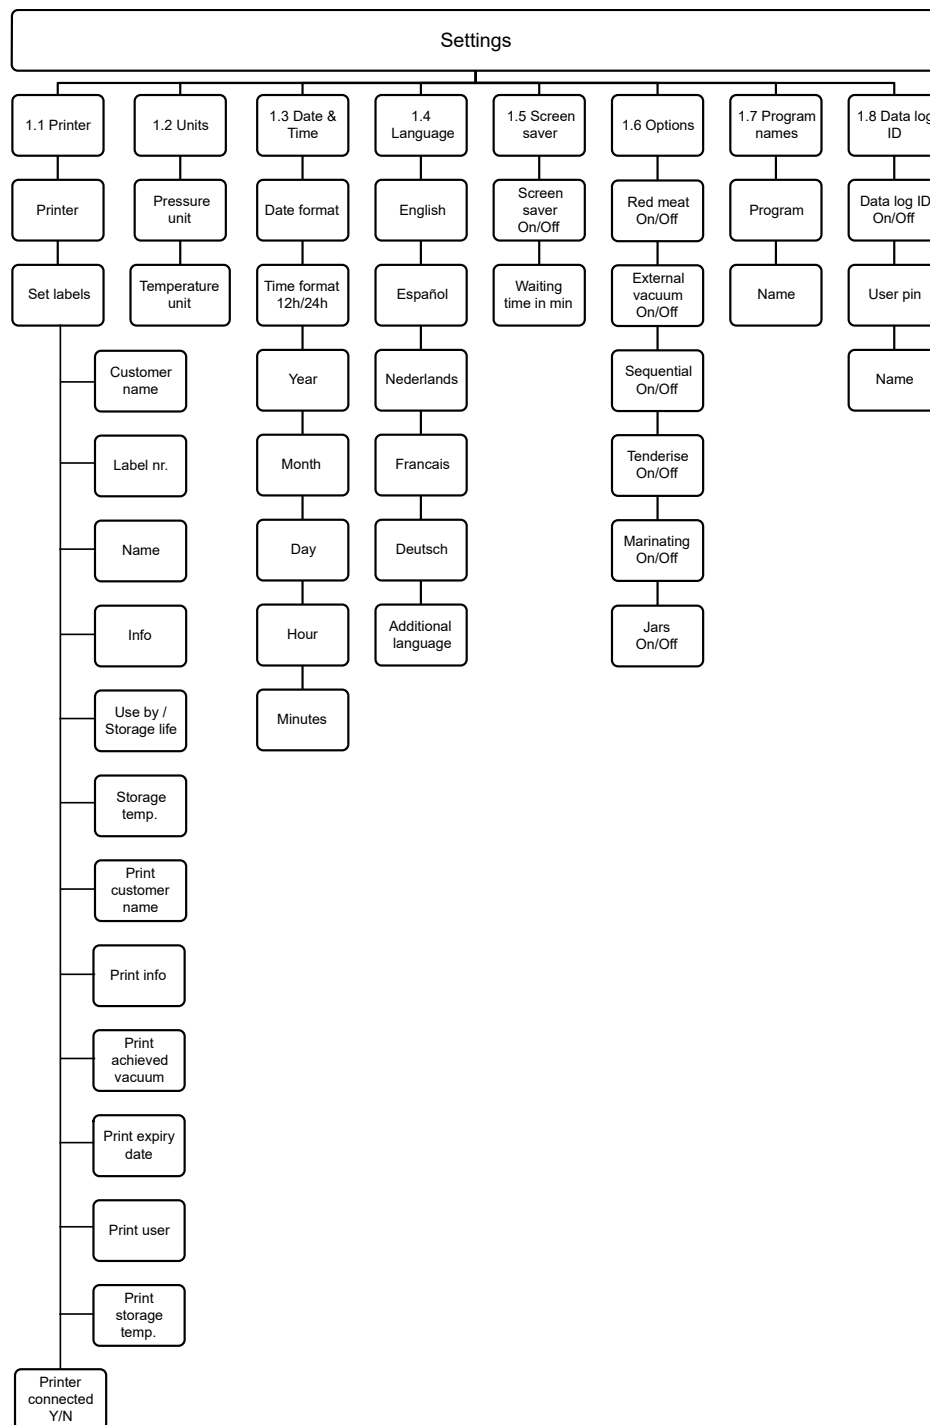 Settings
1.1 Printer
1.2 Units
1.3 Date &
Time
1.4
Language
1.5 Screen
saver
1.6 Options
1.7 Program
names
1.8 Data log
ID
Printer
Pressure
unit
Date format
English
Screen
saver
On/Off
Red meat
On/Off
Program
Data log ID
On/Off
Set labels
Temperature
unit
Time format
12h/24h
Español
Waiting
time in min
External
vacuum
On/Off
Name
User pin
Customer
name
Year
Nederlands
Sequential
On/Off
Name
Label nr.
Month
Francais
Tenderise
On/Off
Name
Day
Deutsch
Marinating
On/Off
Info
Hour
Additional
language
Jars
On/Off
Use by /
Storage life
Minutes
Storage
temp.
Print
customer
name
Print info
Print
achieved
vacuum
Print expiry
date
Print user
Print
storage
temp.
Printer
connected
Y/N